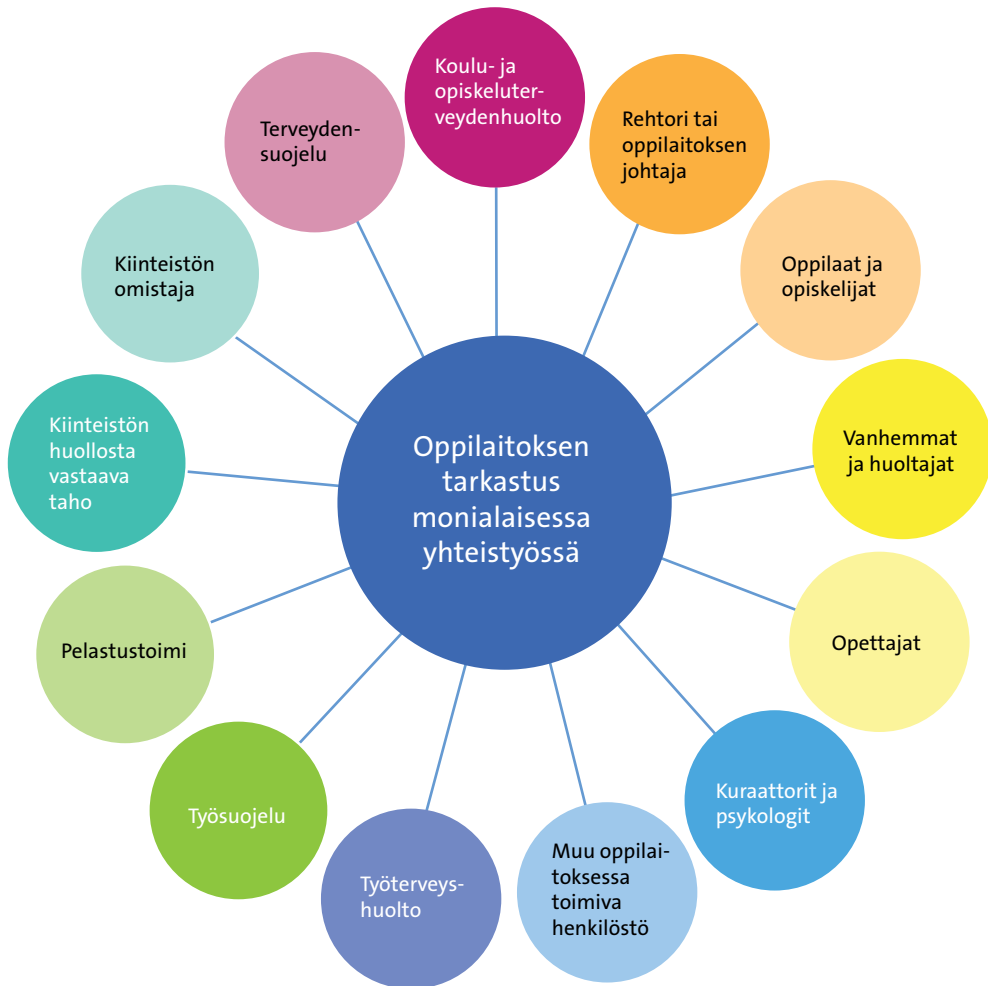 Koulu- ja
opiskeluter-
veydenhuolto
Rehtori tai
oppilaitoksen
johtaja
Oppilaat ja
opiskelijat
Vanhemmat
ja huoltajat
Opettajat
Kuraattorit ja
psykologit
Muu oppilai-
toksessa
toimiva
henkilöstö
Työterveys-
huolto
Työsuojelu
Pelastustoimi
Kiinteistön
huollosta
vastaava
taho
Kiinteistön
omistaja
Terveyden-
suojelu
Oppilaitoksen
tarkastus
monialaisessa
yhteistyössä